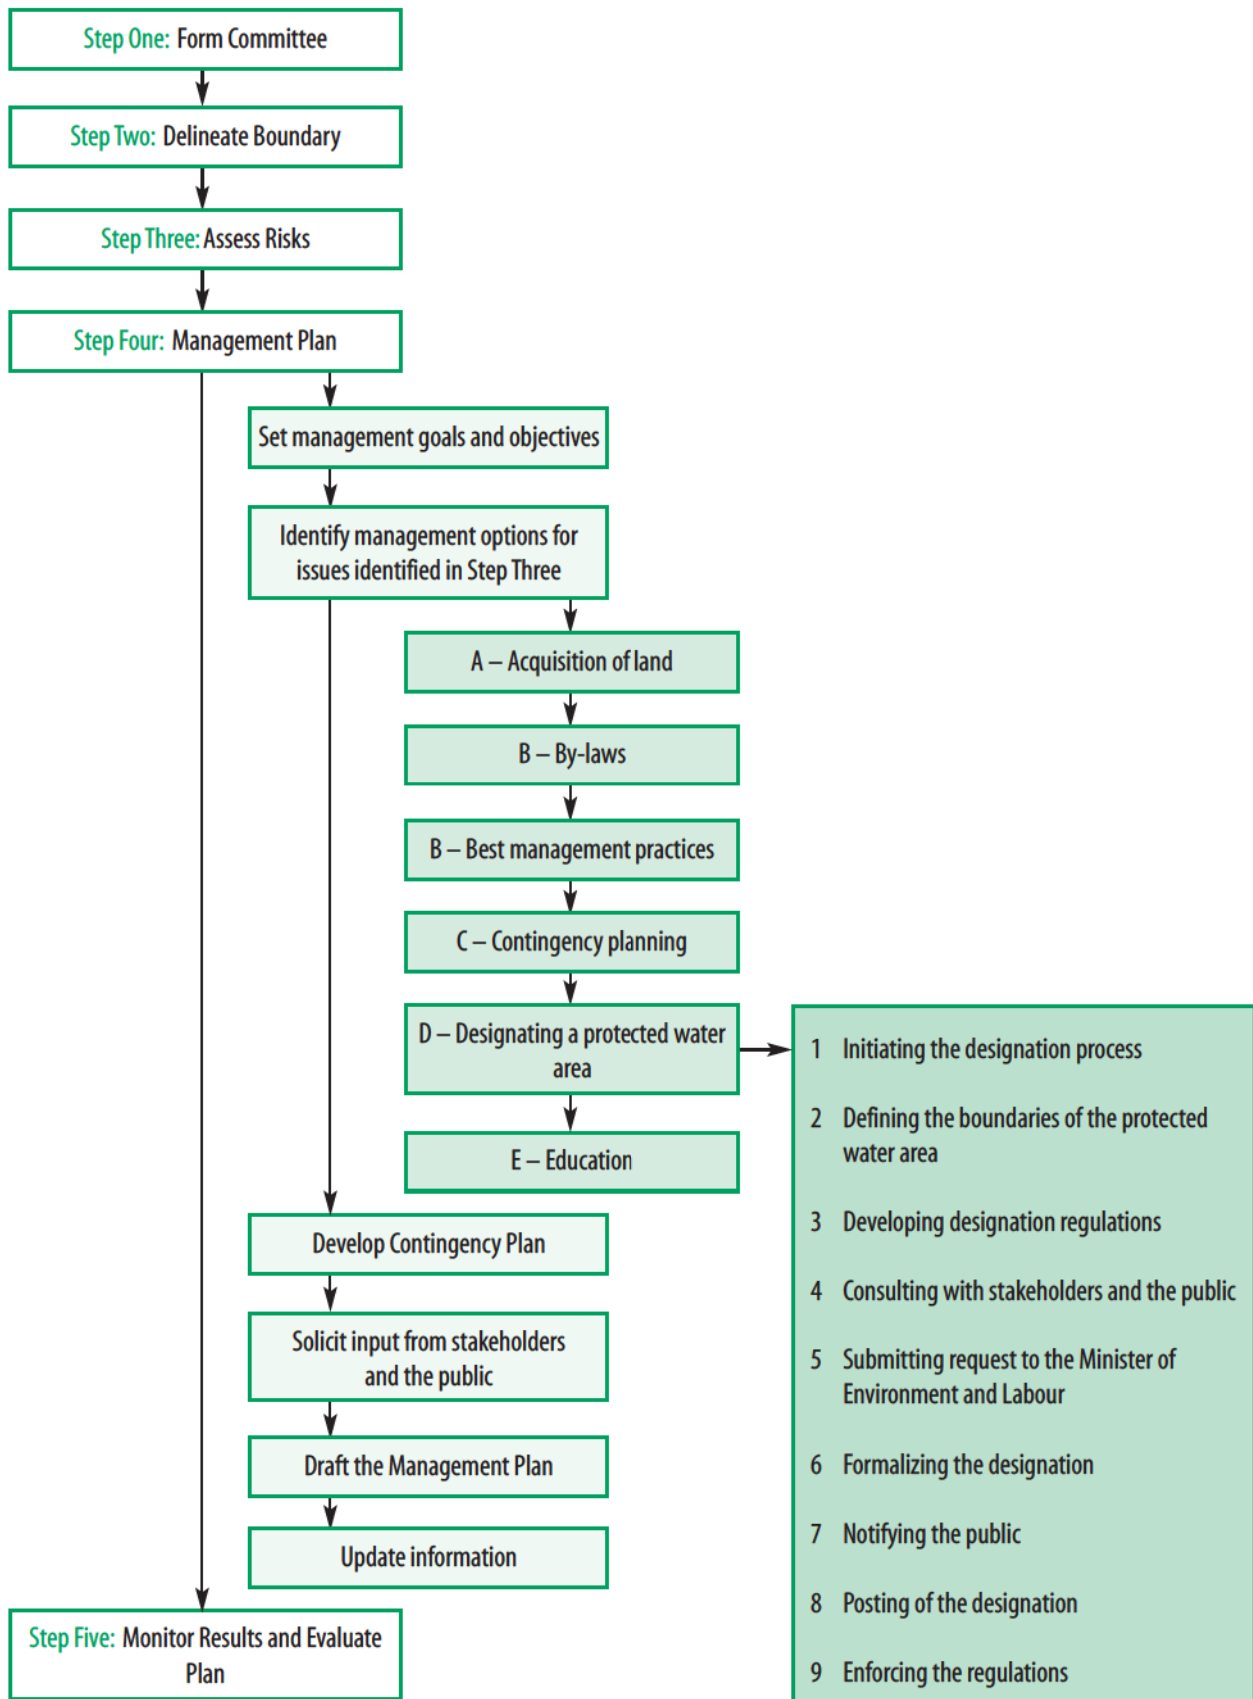 Step One: Form Committee
Step Two: Delineate Boundary
Step Three: Assess Risks
Step Four: Management Plan
Set management goals and objectives
Identify management options for
issues identified in Step Three
A – Acquisition of land
B – By-laws
B – Best management practices
C – Contingency planning
D – Designating a protected water
area
1 Initiating the designation process
2 Defining the boundaries of the protected
water area
3 Developing designation regulations
4 Consulting with stakeholders and the public
5 Submitting request to the Minister of
Environment and Labour
6 Formalizing the designation
7 Notifying the public
8 Posting of the designation
9 Enforcing the regulations
E – Education
Develop Contingency Plan
Solicit input from stakeholders
and the public
Draft the Management Plan
Update information
Step Five: Monitor Results and Evaluate
Plan